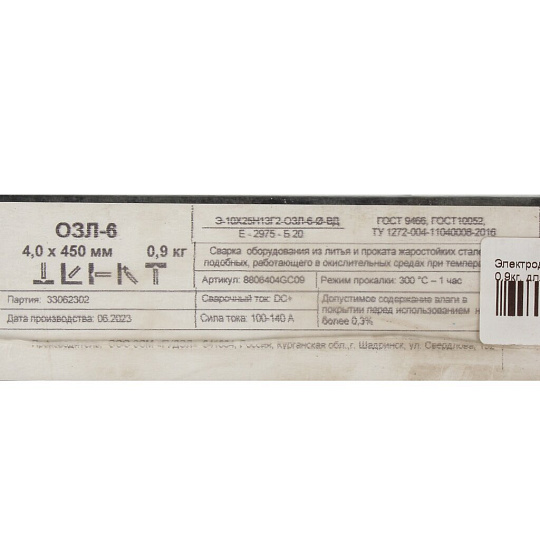 ОЗЛ-6
4,0 х 450 мм 0,9 кг
Партия: 33062302
Дата производства: 06.2023
Э-10Х25Н13Г2-ОЗЛ-6-Ø-ВД
Е - 2975 - Б 20
ГОСТ 9466, ГОСТ10052,
ТУ 1272-004-11040008-2016
Сварка оборудования из литья и проката жаростойких стале
подобных, работающего в окислительных средах при темпера
Артикул: 8806404GC09
Режим прокалки: 300 °С – 1 час
Сварочный ток: DC+
Сила тока: 100-140 А
Допустимое содержание влаги в
покрытии перед использованием н
более 0,3%
Россия, Курганская обл.,г. Шадринск, ул. Свердлова,
Электрод
0,9кг, дл